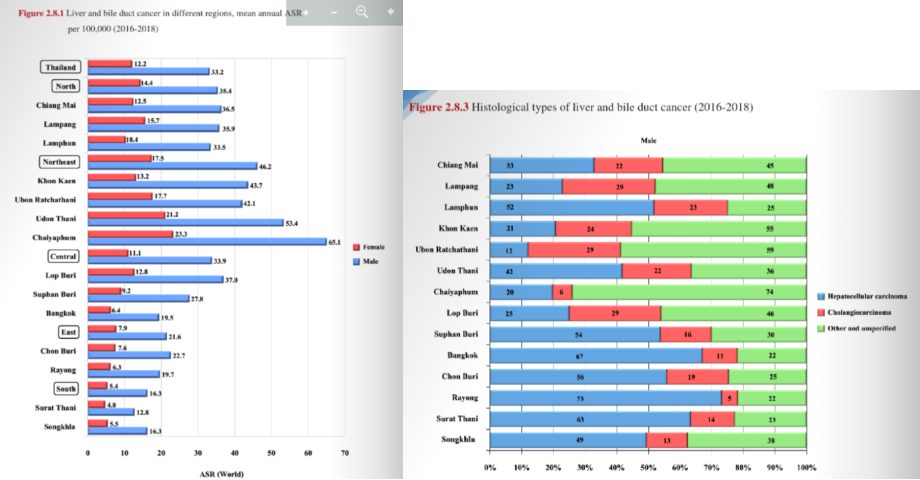 Figure 2.8.1 Liver and bile duct cancer in different regions, mean annual ASR
per 100,000 (2016-2018)
Thailand 12.2 33.2
North 14.4 35.4
Chiang Mai 12.5 36.5
Lampang 15.7 35.9
Lamphun 10.4 33.5
Northeast 17.5 46.2
Khon Kaen 13.2 43.7
Ubon Ratchathani 17.7 42.1
Udon Thani 21.2 53.4
Chaiyaphum 23.3 65.1
Central 11.1 33.9
Lop Buri 12.8 37.0
Suphan Buri 9.2 27.8
Bangkok 6.4 19.5
East 7.9 21.6
Chon Buri 7.6 22.7
Rayong 6.3 19.7
South 5.4 16.3
Surat Thani 4.8 12.8
Songkhla 5.5 16.3
0 10 20 30 40 50 60 70
ASR (World)
Female
Male
Figure 2.8.3 Histological types of liver and bile duct cancer (2016-2018)
Male
Chiang Mai 33 22 45
Lampang 23 29 48
Lamphun 52 23 25
Khon Kaen 21 24 55
Ubon Ratchathani 12 29 59
Udon Thani 42 22 36
Chaiyaphum 20 6 74
Lop Buri 25 29 46
Suphan Buri 54 16 30
Bangkok 67 11 22
Chon Buri 56 19 25
Rayong 73 5 22
Surat Thani 63 14 23
Songkhla 49 13 38
0% 10% 20% 30% 40% 50% 60% 70% 80% 90% 100%
Hepatocellular carcinoma
Cholangiocarcinoma
Other and unspecified